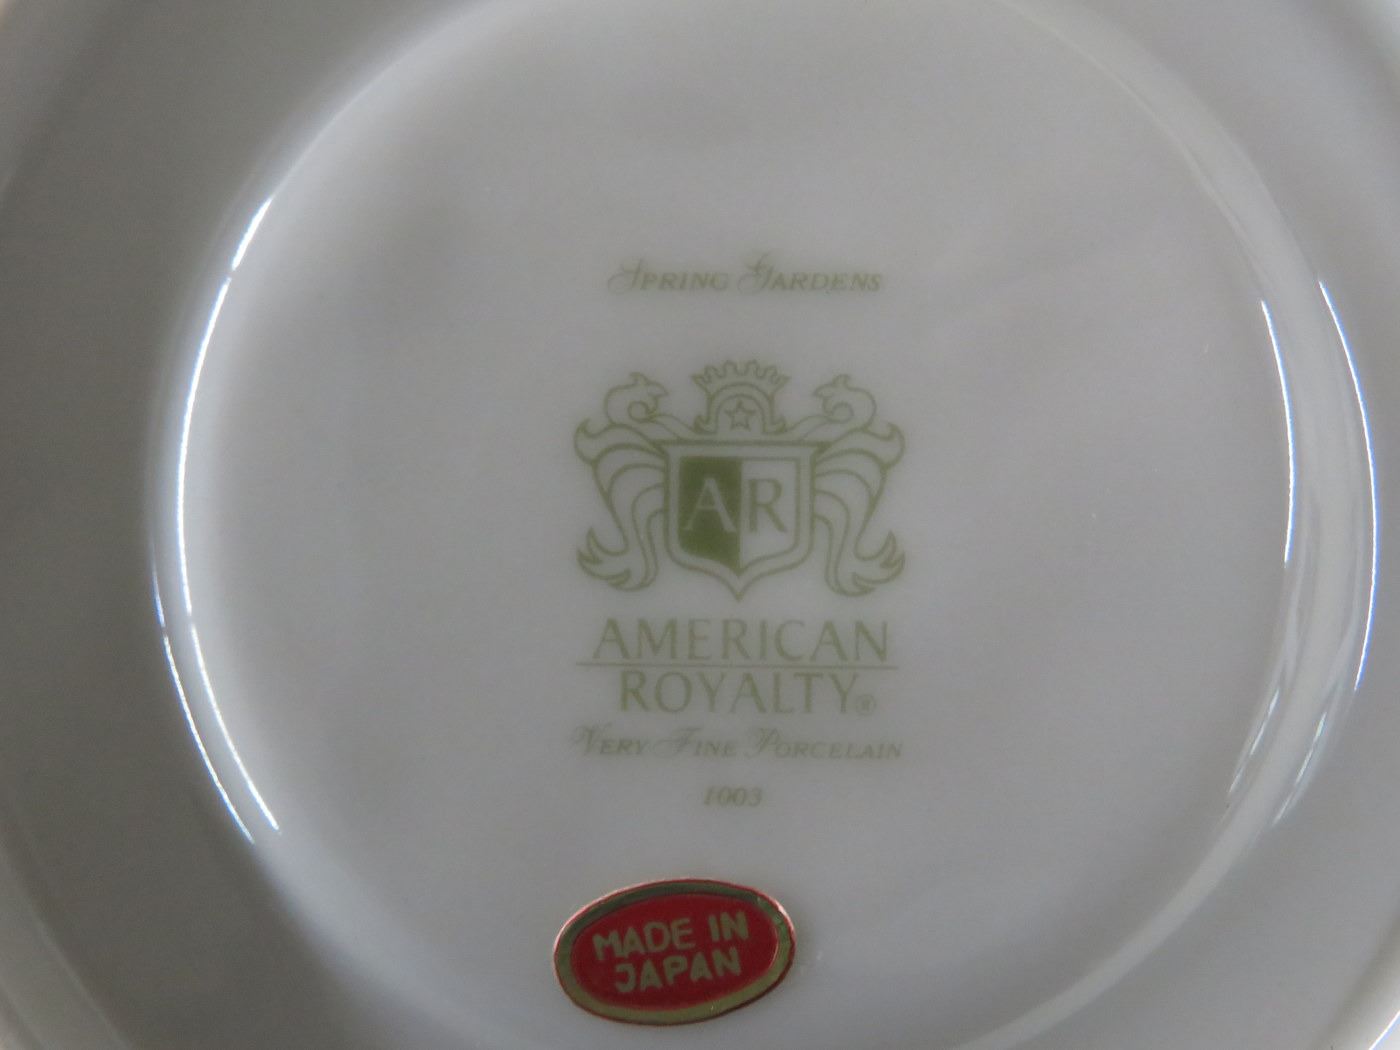 SPRING GARDENS
AR
AMERICAN
ROYALTY®
VERY FINE PORCELAIN
1003
MADE IN
JAPAN